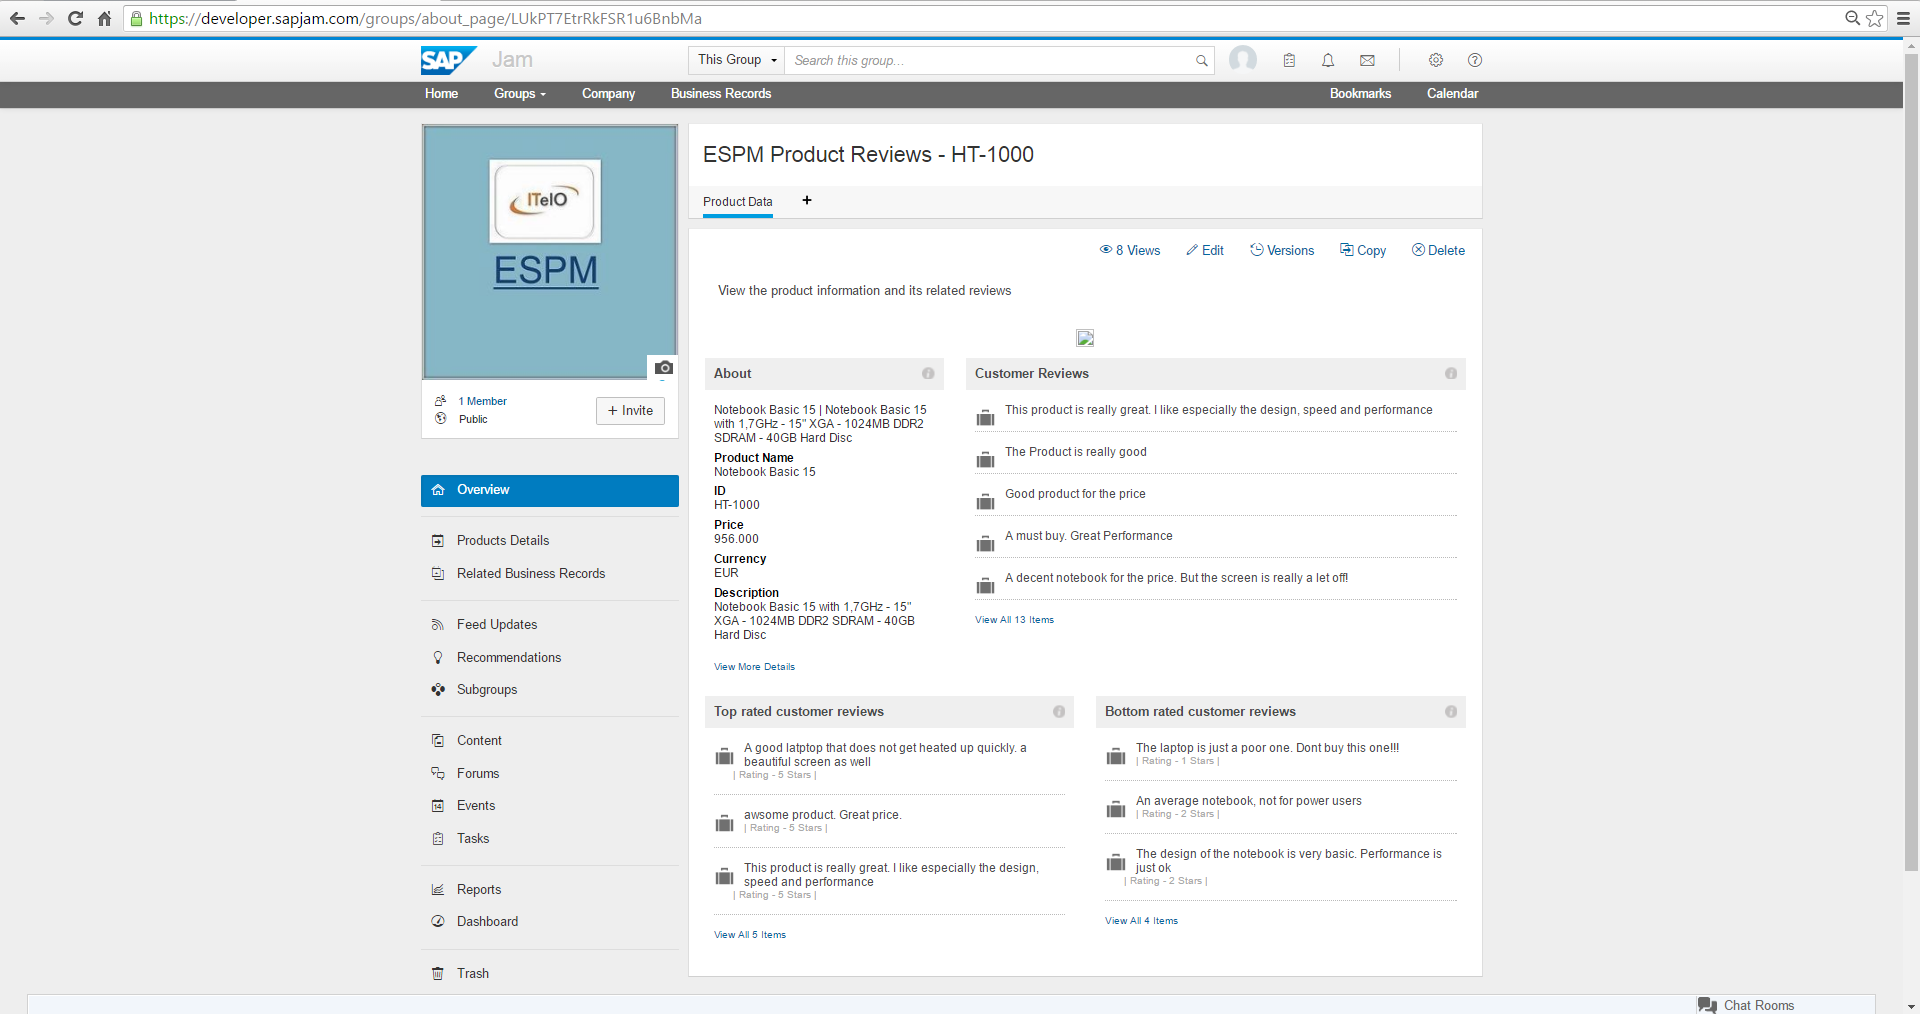 https://developer.sapjam.com/groups/about_page/LUkPT7EtrRkFSR1u6BnbMa
SAP Jam
This Group
Search this group...
Home
Groups
Company
Business Records
Bookmarks
Calendar
ITeIO
ESPM
1 Member
Public
+ Invite
Overview
Products Details
Related Business Records
Feed Updates
Recommendations
Subgroups
Content
Forums
14
Events
Tasks
Reports
Dashboard
Trash
ESPM Product Reviews - HT-1000
Product Data
+
8 Views
Edit
Versions
Copy
Delete
View the product information and its related reviews
About
Notebook Basic 15 | Notebook Basic 15
with 1,7GHz - 15" XGA - 1024MB DDR2
SDRAM - 40GB Hard Disc
Product Name
Notebook Basic 15
ID
HT-1000
Price
956.000
Currency
EUR
Description
Notebook Basic 15 with 1,7GHz - 15"
XGA - 1024MB DDR2 SDRAM - 40GB
Hard Disc
View More Details
Customer Reviews
This product is really great. I like especially the design, speed and performance
The Product is really good
Good product for the price
A must buy. Great Performance
A decent notebook for the price. But the screen is really a let off!
View All 13 Items
Top rated customer reviews
A good latptop that does not get heated up quickly. a
beautiful screen as well
| Rating - 5 Stars |
awsome product. Great price.
| Rating - 5 Stars |
This product is really great. I like especially the design,
speed and performance
| Rating - 5 Stars |
View All 5 Items
Bottom rated customer reviews
The laptop is just a poor one. Dont buy this one!!!
| Rating - 1 Stars |
An average notebook, not for power users
| Rating - 2 Stars |
The design of the notebook is very basic. Performance is
just ok
| Rating - 2 Stars |
View All 4 Items
Chat Rooms